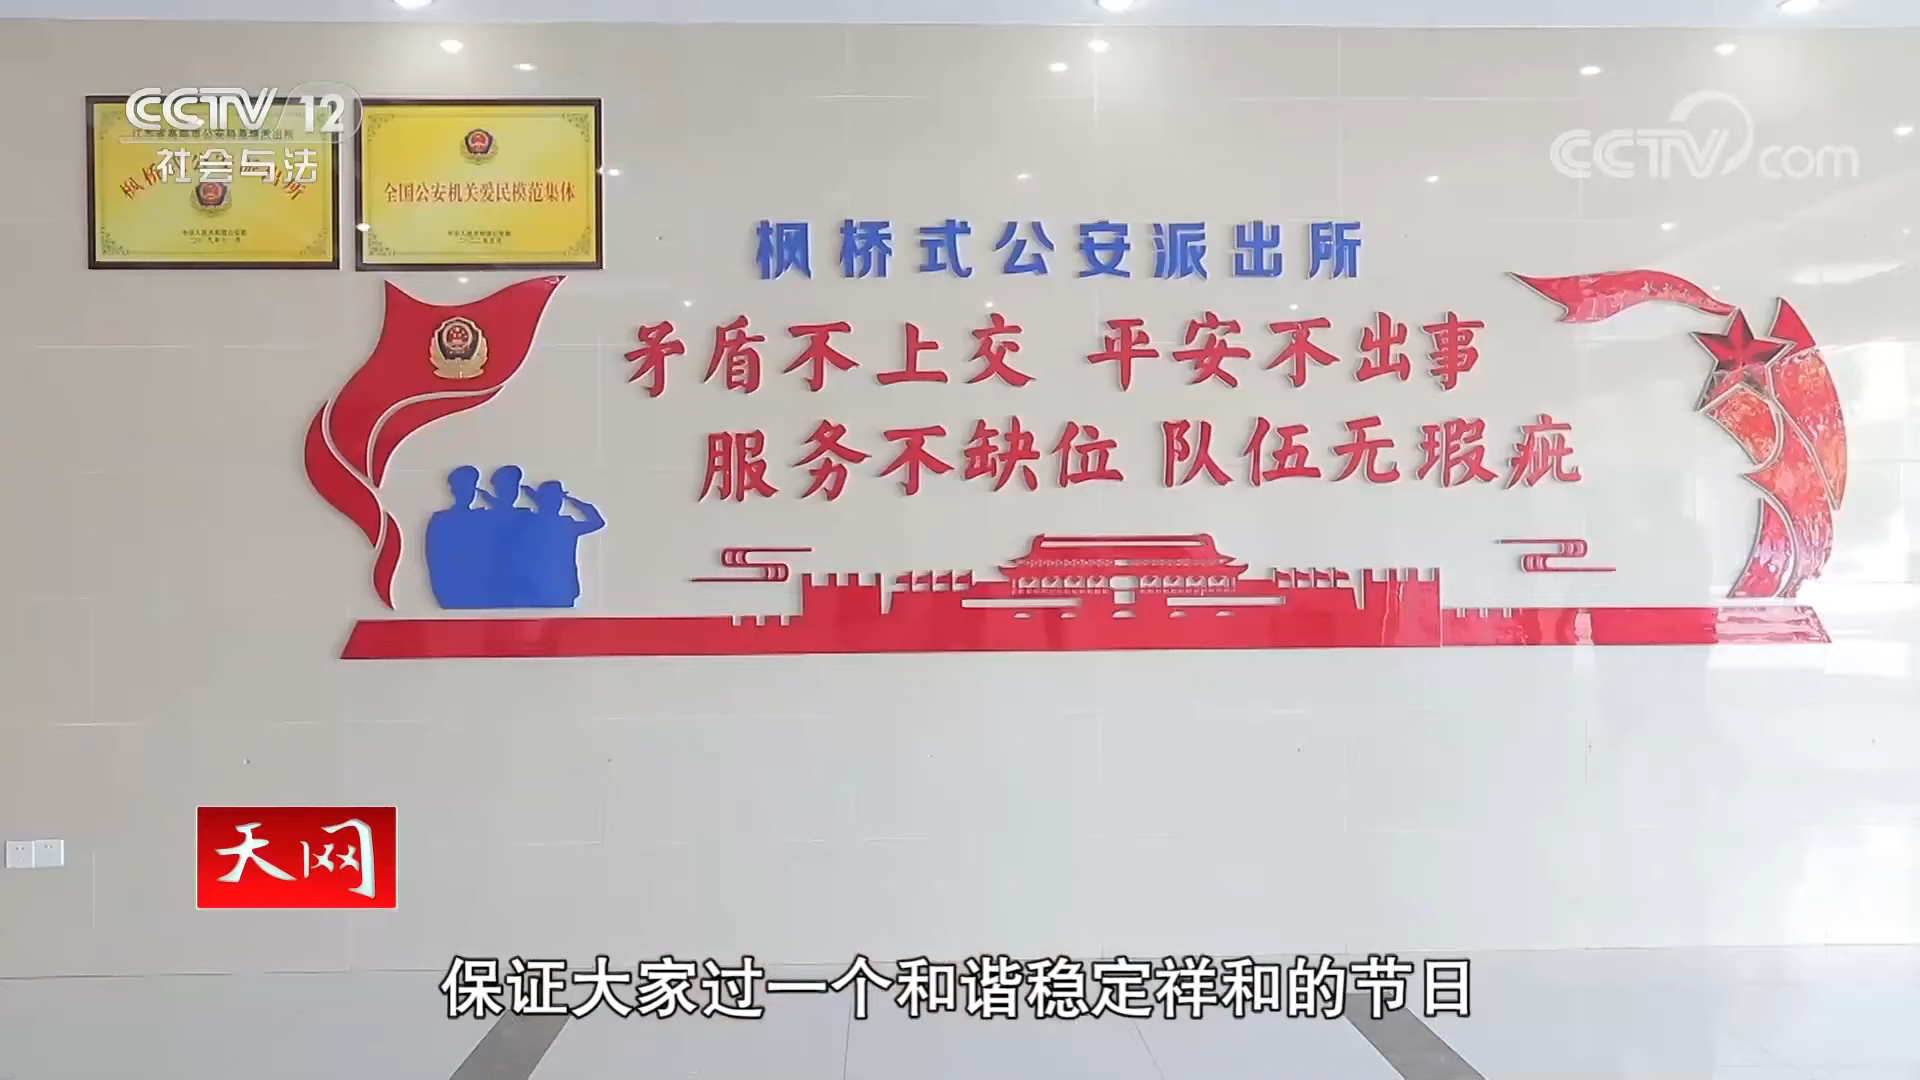 CCTV 12
社会与法
CCTV.com
全国公安机关爱民模范集体
枫桥式公安派出所
矛盾不上交 平安不出事
服务不缺位 队伍无瑕疵
天网
保证大家过一个和谐稳定祥和的节日